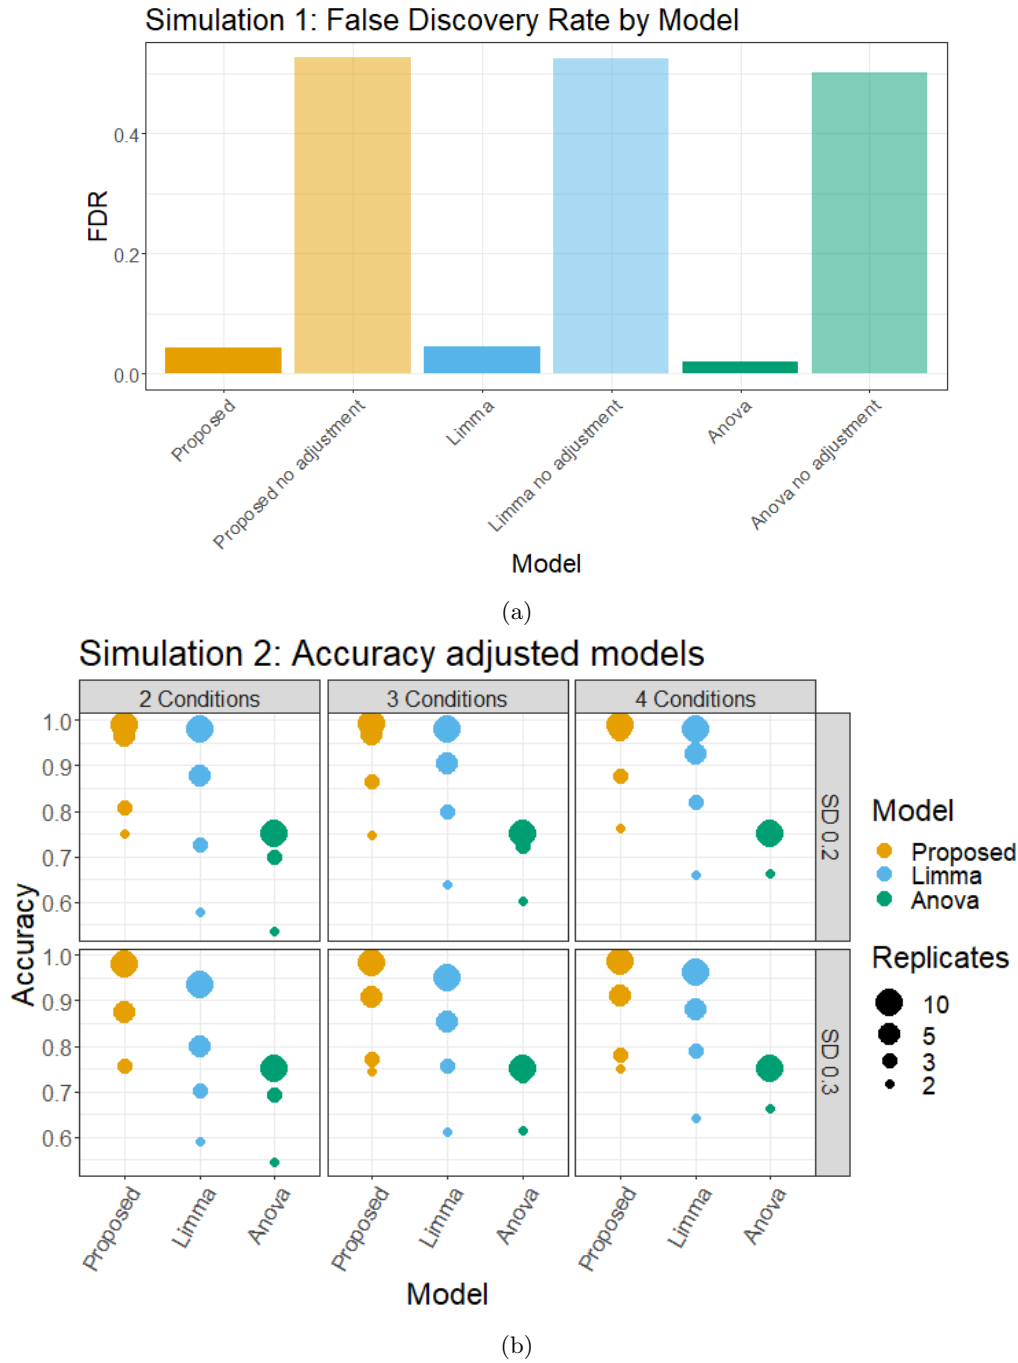 Simulation 1: False Discovery Rate by Model
FDR
0.4
0.2
0.0
Proposed
Proposed no adjustment
Limma
Limma no adjustment
Anova
Anova no adjustment
Model
(a)
Simulation 2: Accuracy adjusted models
2 Conditions
3 Conditions
4 Conditions
Accuracy
1.0
0.9
0.8
0.7
0.6
SD 0.2
1.0
0.9
0.8
0.7
0.6
SD 0.3
Proposed
Limma
Anova
Proposed
Limma
Anova
Proposed
Limma
Anova
Model
Model
Proposed
Limma
Anova
Replicates
10
5
3
2
(b)